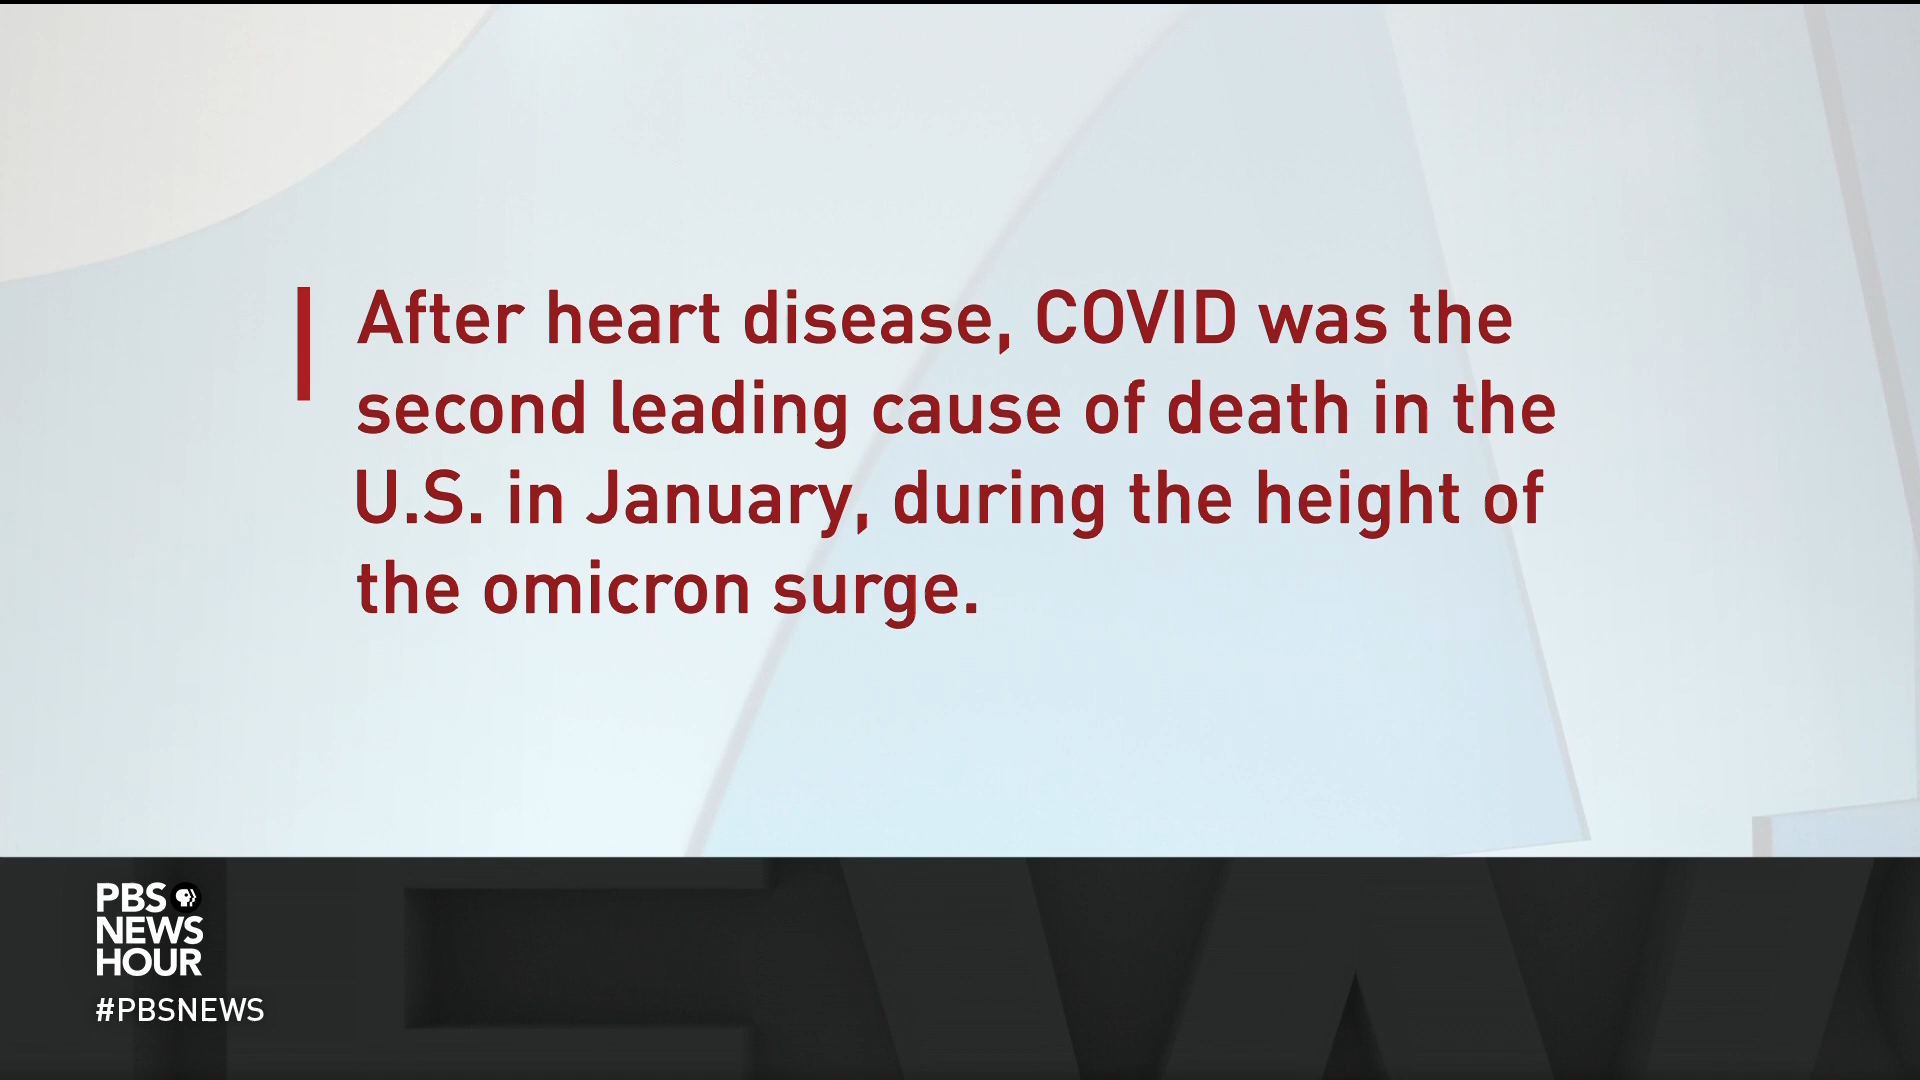 After heart disease, COVID was the
second leading cause of death in the
U.S. in January, during the height of
the omicron surge.
PBS
NEWS
HOUR
#PBSNEWS